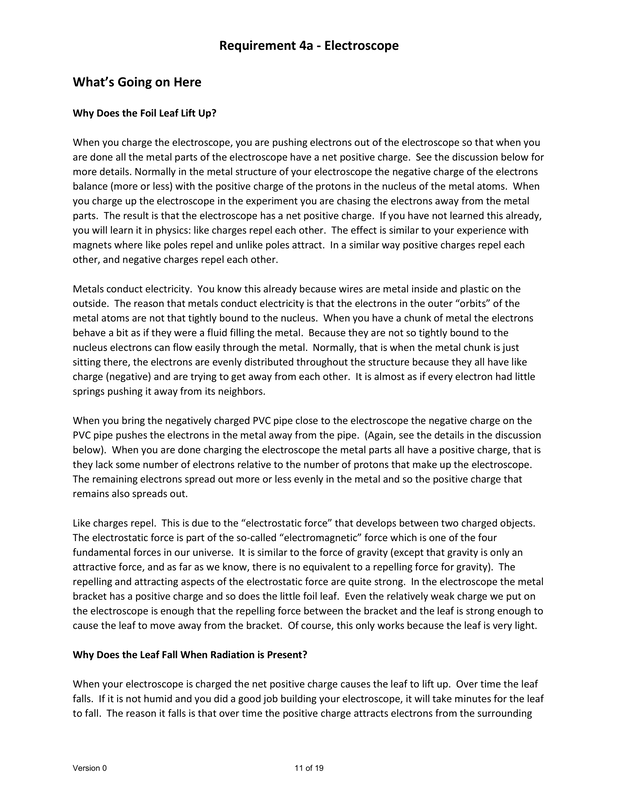 Requirement 4a - Electroscope
What’s Going on Here
Why Does the Foil Leaf Lift Up?
When you charge the electroscope, you are pushing electrons out of the electroscope so that when you
are done all the metal parts of the electroscope have a net positive charge.  See the discussion below for
more details. Normally in the metal structure of your electroscope the negative charge of the electrons
balance (more or less) with the positive charge of the protons in the nucleus of the metal atoms.  When
you charge up the electroscope in the experiment you are chasing the electrons away from the metal
parts.  The result is that the electroscope has a net positive charge.  If you have not learned this already,
you will learn it in physics: like charges repel each other.  The effect is similar to your experience with
magnets where like poles repel and unlike poles attract.  In a similar way positive charges repel each
other, and negative charges repel each other.
Metals conduct electricity.  You know this already because wires are metal inside and plastic on the
outside.  The reason that metals conduct electricity is that the electrons in the outer “orbits” of the
metal atoms are not that tightly bound to the nucleus.  When you have a chunk of metal the electrons
behave a bit as if they were a fluid filling the metal.  Because they are not so tightly bound to the
nucleus electrons can flow easily through the metal.  Normally, that is when the metal chunk is just
sitting there, the electrons are evenly distributed throughout the structure because they all have like
charge (negative) and are trying to get away from each other.  It is almost as if every electron had little
springs pushing it away from its neighbors.
When you bring the negatively charged PVC pipe close to the electroscope the negative charge on the
PVC pipe pushes the electrons in the metal away from the pipe.  (Again, see the details in the discussion
below).  When you are done charging the electroscope the metal parts all have a positive charge, that is
they lack some number of electrons relative to the number of protons that make up the electroscope.
The remaining electrons spread out more or less evenly in the metal and so the positive charge that
remains also spreads out.
Like charges repel.  This is due to the “electrostatic force” that develops between two charged objects.
The electrostatic force is part of the so-called “electromagnetic” force which is one of the four
fundamental forces in our universe.  It is similar to the force of gravity (except that gravity is only an
attractive force, and as far as we know, there is no equivalent to a repelling force for gravity).  The
repelling and attracting aspects of the electrostatic force are quite strong.  In the electroscope the metal
bracket has a positive charge and so does the little foil leaf.  Even the relatively weak charge we put on
the electroscope is enough that the repelling force between the bracket and the leaf is strong enough to
cause the leaf to move away from the bracket.  Of course, this only works because the leaf is very light.
Why Does the Leaf Fall When Radiation is Present?
When your electroscope is charged the net positive charge causes the leaf to lift up.  Over time the leaf
falls.  If it is not humid and you did a good job building your electroscope, it will take minutes for the leaf
to fall.  The reason it falls is that over time the positive charge attracts electrons from the surrounding
Version 0
11 of 19